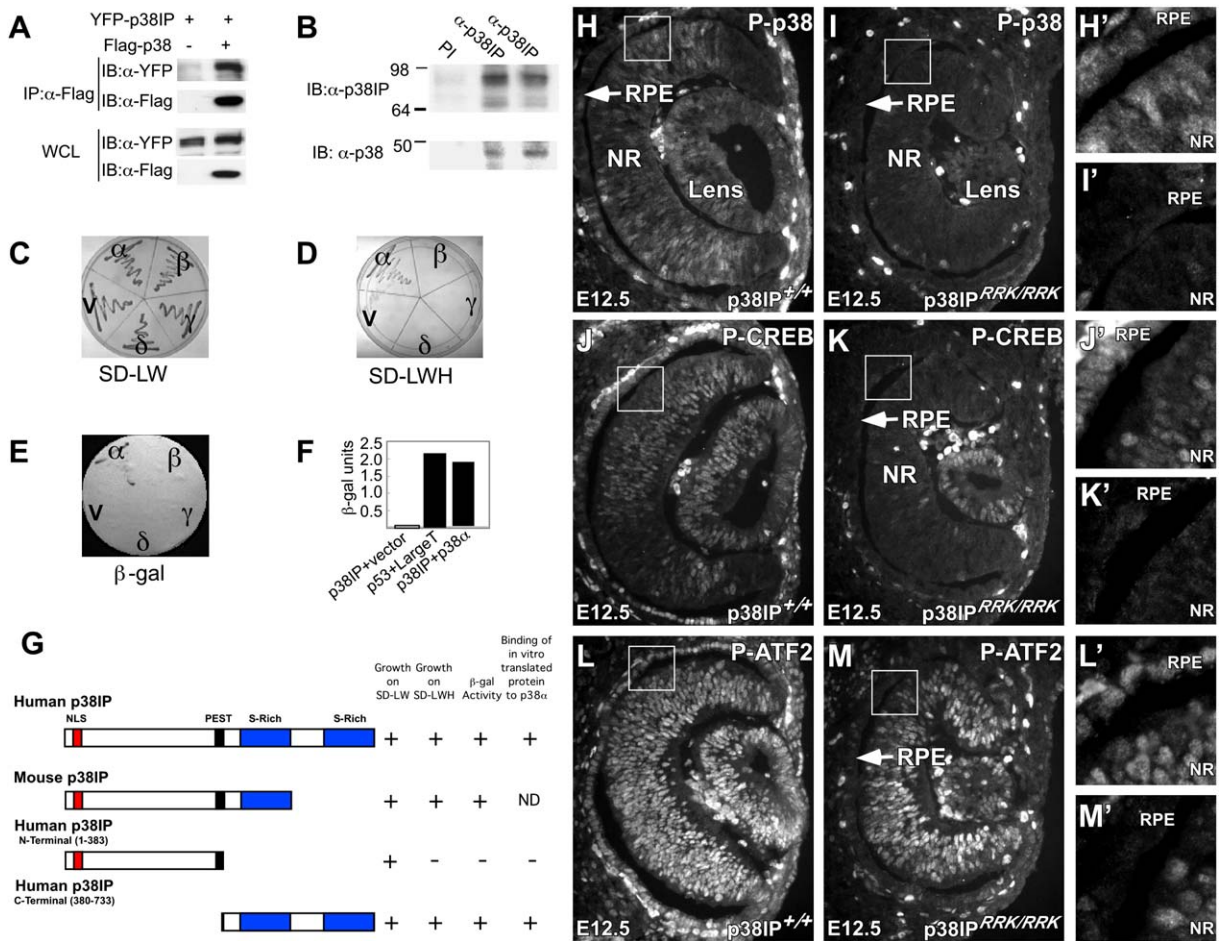 A
YFP-p38IP + +
Flag-p38 - +
IP:α-Flag
IB:α-YFP
IB:α-Flag
WCL
IB:α-YFP
IB:α-Flag
B
PI
α-p38IP
α-p38IP
IB:α-p38IP
98
64
IB: α-p38
50
C
α
β
γ
δ
V
SD-LW
D
α
β
γ
δ
V
SD-LWH
E
α
β
γ
δ
V
β-gal
F
β-gal units
2.5
2.0
1.5
1.0
0.5
p38IP+vector
p53+LargeT
p38IP+p38α
G
Growth on SD-LW
Growth on SD-LWH
β-gal Activity
Binding of in vitro translated protein to p38α
Human p38IP
NLS PEST S-Rich S-Rich
+ + + +
Mouse p38IP
+ + + ND
Human p38IP
N-Terminal (1-383)
+ - - -
Human p38IP
C-Terminal (380-733)
+ + + +
H P-p38
RPE
NR
Lens
E12.5 p38IP+/+
I P-p38
RPE
NR
Lens
E12.5 p38IPRRK/RRK
H’
RPE
NR
I’
RPE
NR
J P-CREB
E12.5 p38IP+/+
K P-CREB
RPE
NR
E12.5 p38IPRRK/RRK
J’
RPE
NR
K’
RPE
NR
L P-ATF2
E12.5 p38IP+/+
M P-ATF2
RPE
E12.5 p38IPRRK/RRK
L’
RPE
NR
M’
RPE
NR